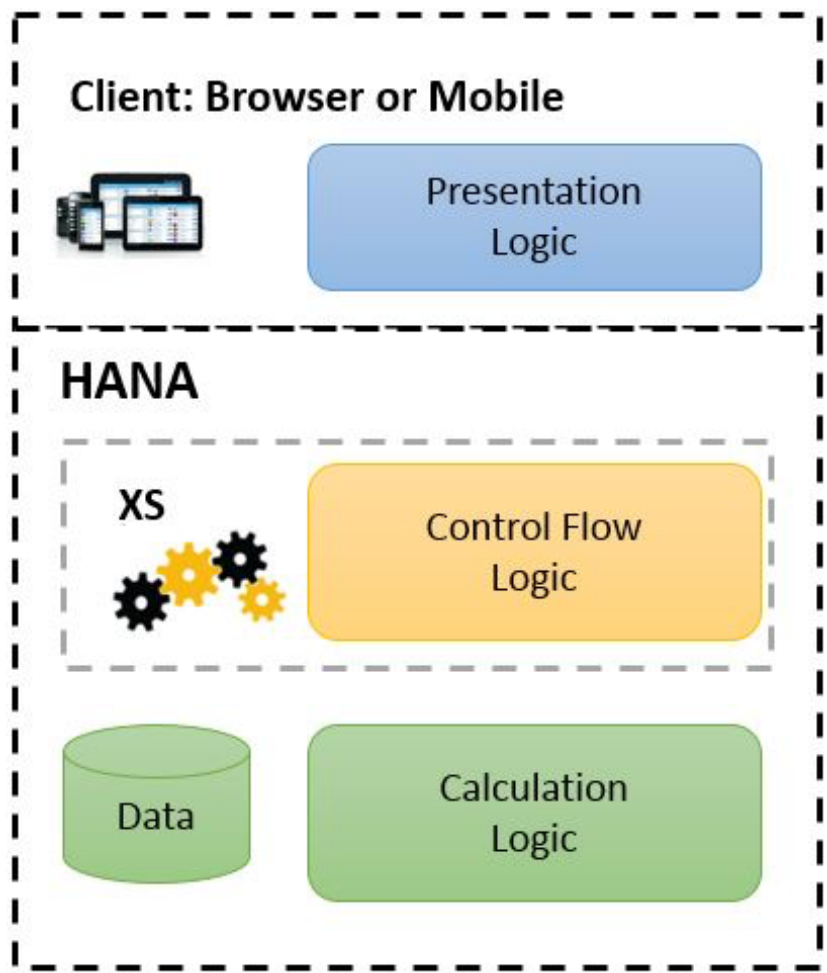 Client: Browser or Mobile
Presentation
Logic
HANA
XS
Control Flow
Logic
Data
Calculation
Logic